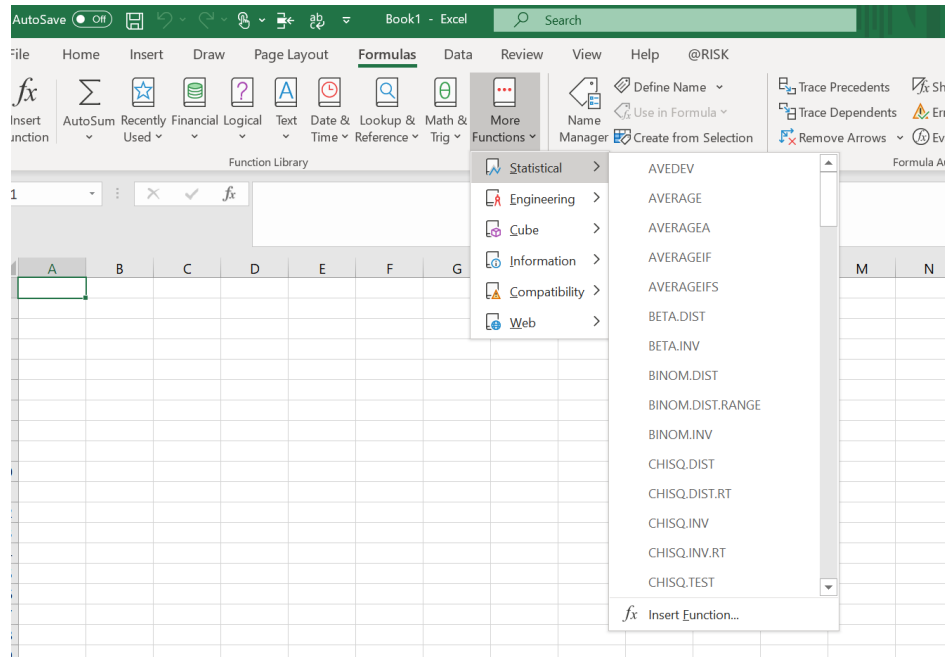 AutoSave Off Book1 - Excel Search
File Home Insert Draw Page Layout Formulas Data Review View Help @RISK
fx
Insert Function
AutoSum
Recently Used
Financial
Logical
Text
Date & Time
Lookup & Reference
Math & Trig
More Functions
Function Library
Name Manager
Define Name
Use in Formula
Create from Selection
Trace Precedents
Trace Dependents
Remove Arrows
Statistical
Engineering
Cube
Information
Compatibility
Web
fx
A B C D E F G M N
AVEDEV
AVERAGE
AVERAGEA
AVERAGEIF
AVERAGEIFS
BETA.DIST
BETA.INV
BINOM.DIST
BINOM.DIST.RANGE
BINOM.INV
CHISQ.DIST
CHISQ.DIST.RT
CHISQ.INV
CHISQ.INV.RT
CHISQ.TEST
fx Insert Function...